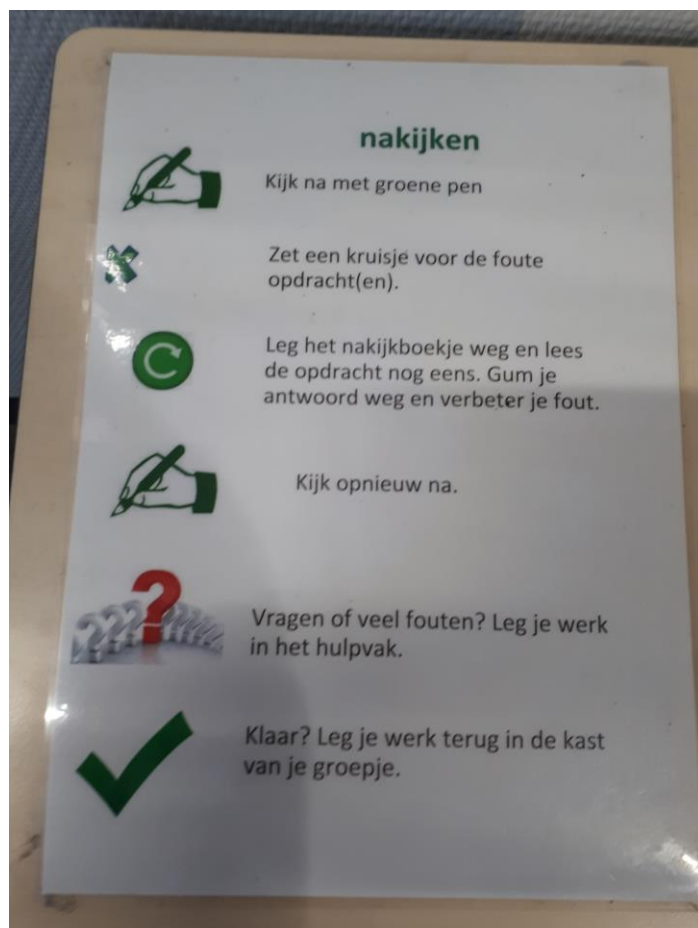 nakijken
Kijk na met groene pen
Zet een kruisje voor de foute
opdracht(en).
Leg het nakijkboekje weg en lees
de opdracht nog eens. Gum je
antwoord weg en verbeter je fout.
Kijk opnieuw na.
Vragen of veel fouten? Leg je werk
in het hulpvak.
Klaar? Leg je werk terug in de kast
van je groepje.